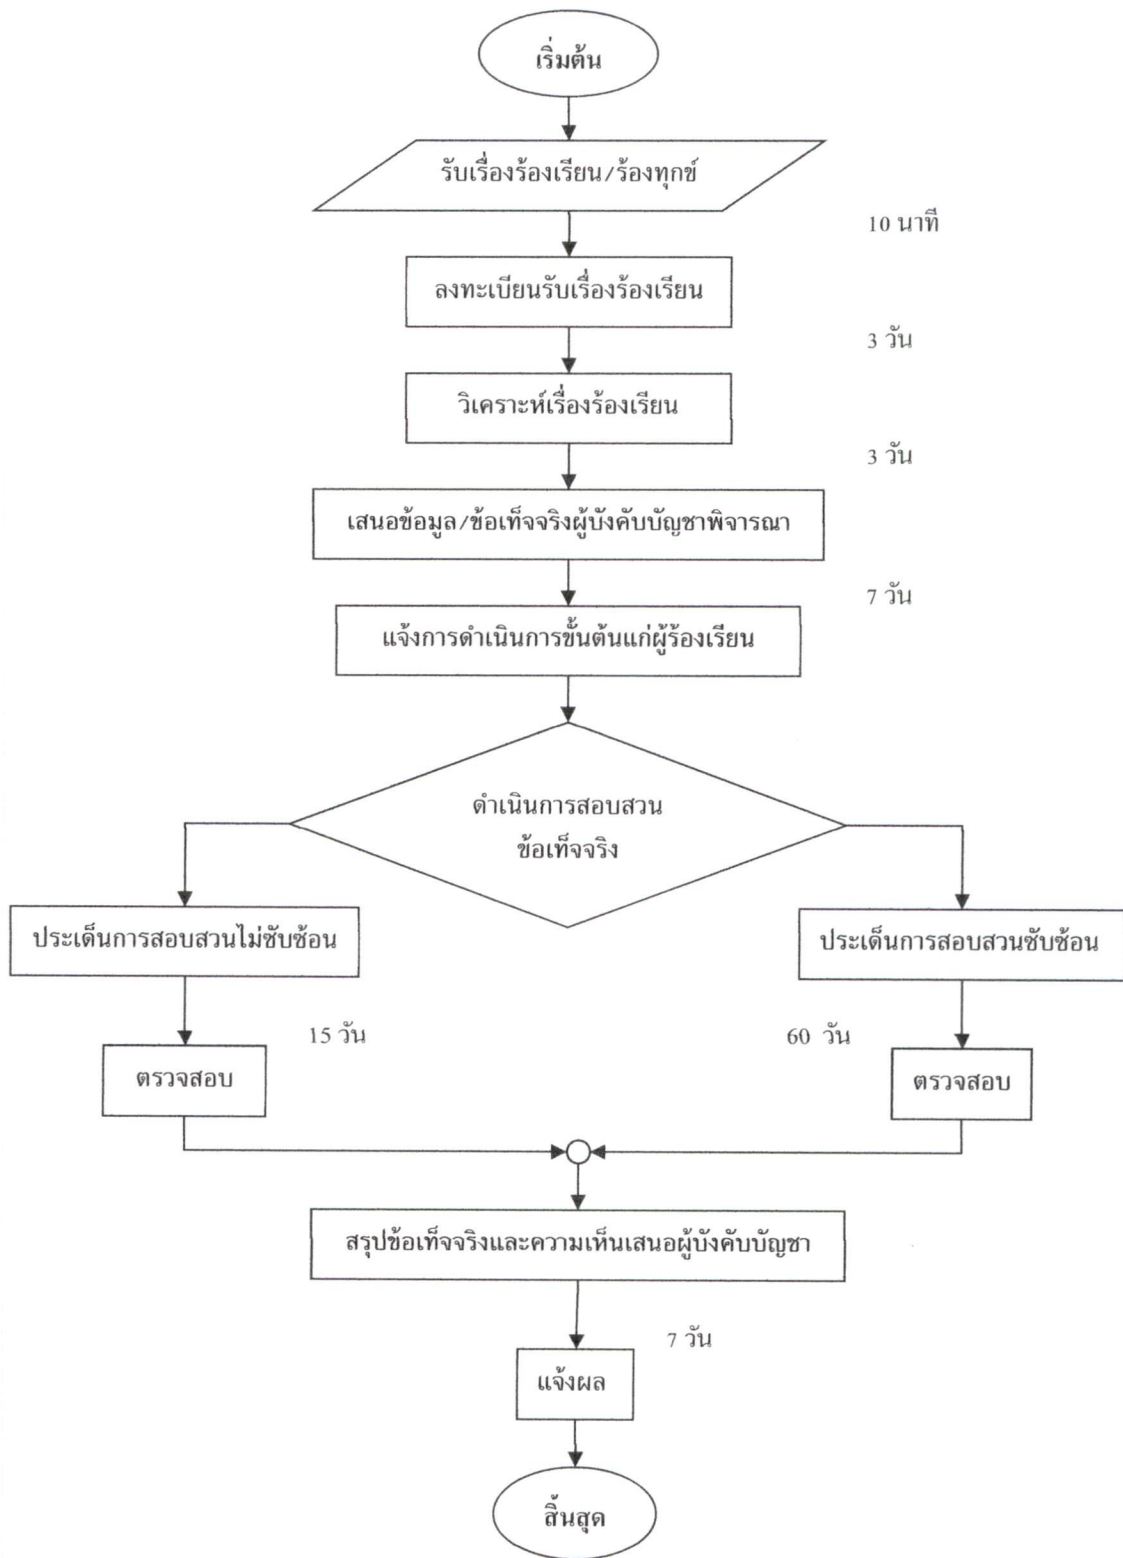 เริ่มต้น
รับเรื่องร้องเรียน/ร้องทุกข์
10 นาที
ลงทะเบียนรับเรื่องร้องเรียน
3 วัน
วิเคราะห์เรื่องร้องเรียน
3 วัน
เสนอข้อมูล/ข้อเท็จจริงผู้บังคับบัญชาพิจารณา
7 วัน
แจ้งการดำเนินการขั้นต้นแก่ผู้ร้องเรียน
ดำเนินการสอบสวน
ข้อเท็จจริง
ประเด็นการสอบสวนไม่ซับซ้อน
ประเด็นการสอบสวนซับซ้อน
15 วัน
60 วัน
ตรวจสอบ
ตรวจสอบ
สรุปข้อเท็จจริงและความเห็นเสนอผู้บังคับบัญชา
7 วัน
แจ้งผล
สิ้นสุด